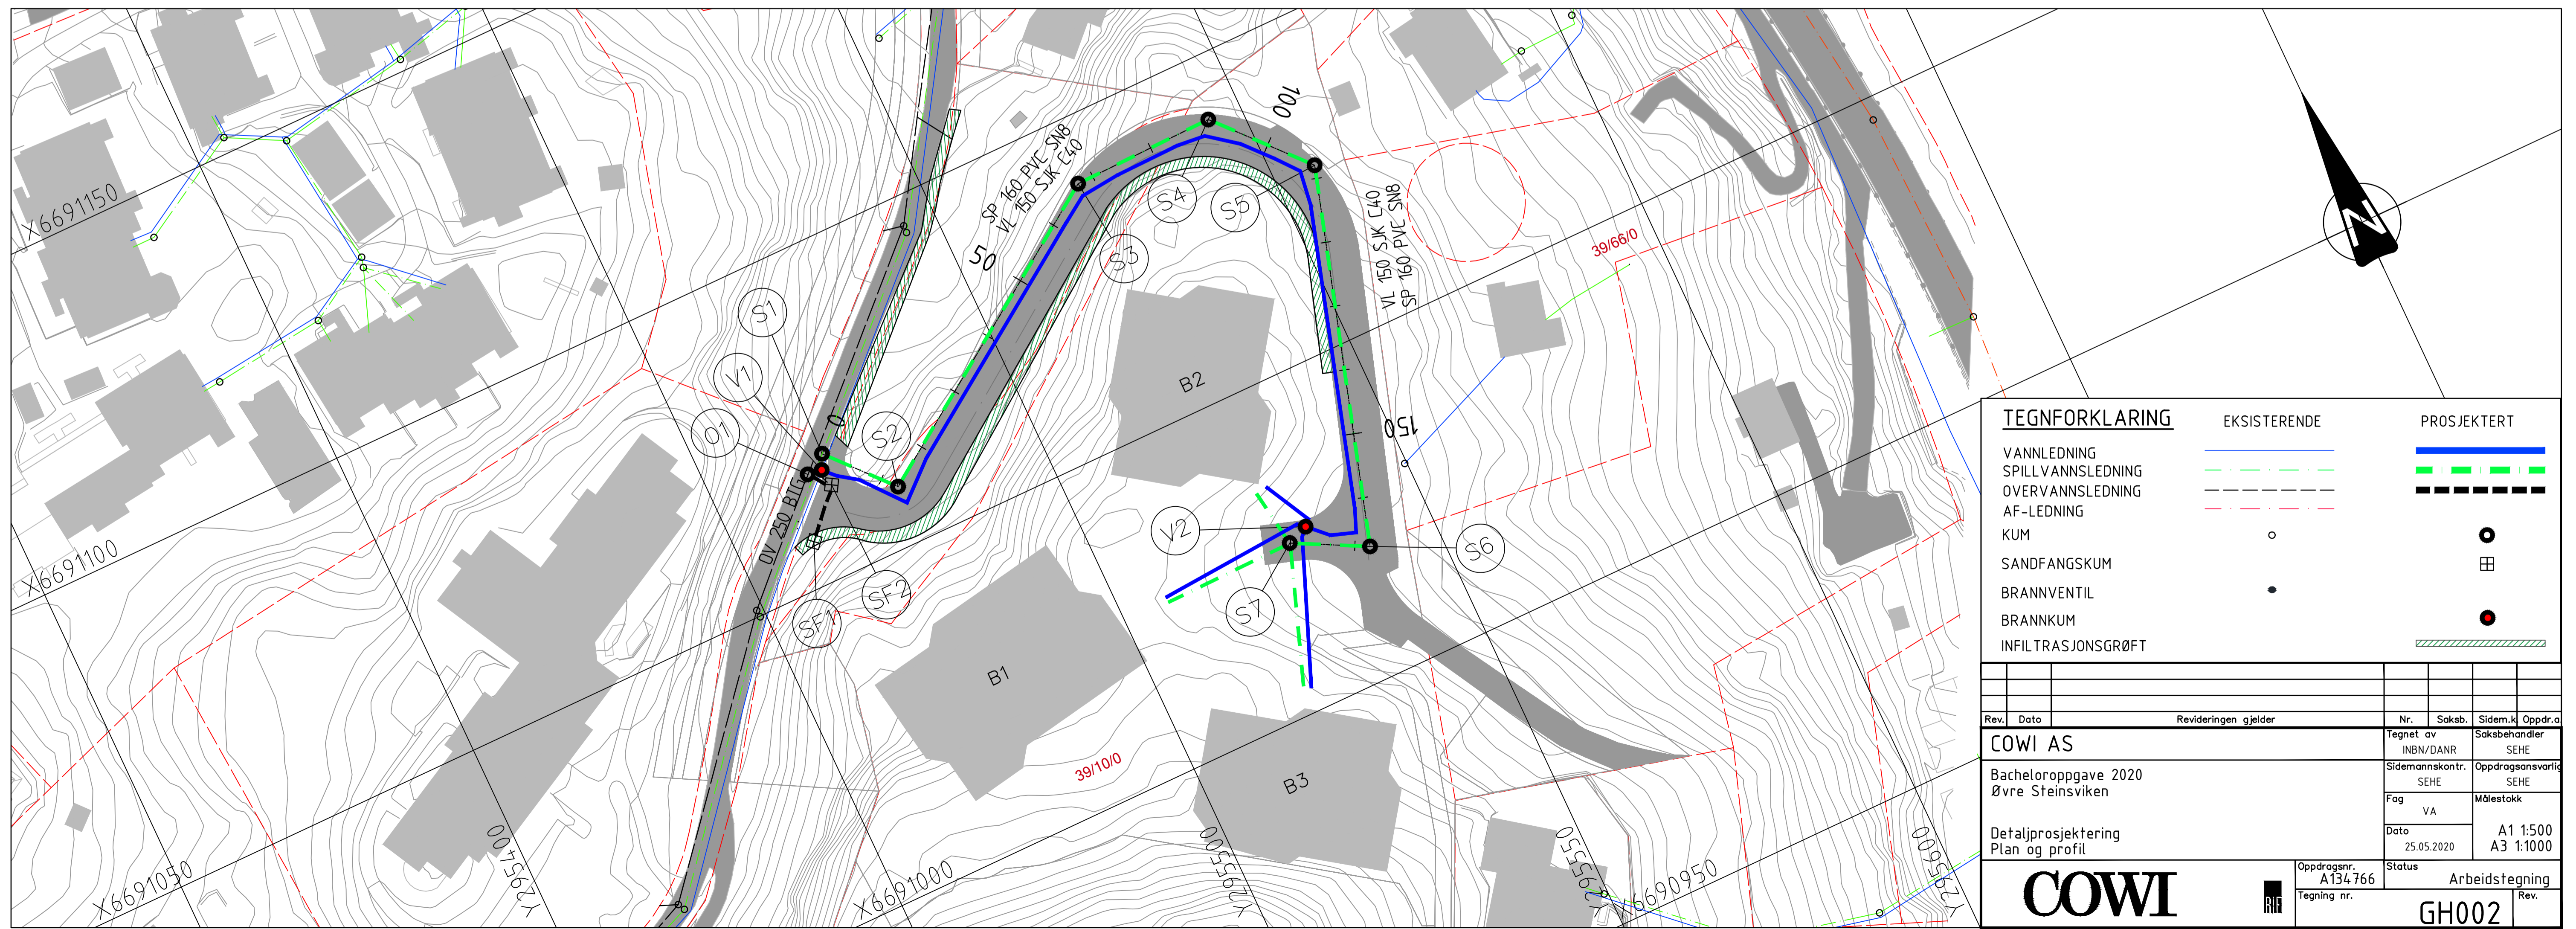 X6691150
X6691100
X6691050
X6691000
X6690950
Y295400
Y295500
Y295550
Y295600
SP 160 PVC SN8
VL 150 SJK C40
VL 150 SJK C40
SP 160 PVC SN8
OV 250 BTG
0
50
100
150
S1
V1
O1
S2
S3
S4
S5
S6
S7
V2
SF1
SF2
B1
B2
B3
39/66/0
39/10/0
N
TEGNFORKLARING EKSISTERENDE PROSJEKTERT
VANNLEDNING
SPILLVANNSLEDNING
OVERVANNSLEDNING
AF-LEDNING
KUM
SANDFANGSKUM
BRANNVENTIL
BRANNKUM
INFILTRASJONSGRØFT
Rev. Dato Revideringen gjelder Nr. Saksb. Sidem.k Oppdr.a
COWI AS
Tegnet av
INBN/DANR
Saksbehandler
SEHE
Bacheloroppgave 2020
Øvre Steinsviken
Detaljprosjektering
Plan og profil
Sidemannskontr.
SEHE
Oppdragsansvarlig
SEHE
Fag
VA
Målestokk
A1 1:500
A3 1:1000
Dato
25.05.2020
COWI
RIF
Oppdragsnr.
A134766
Status
Arbeidstegning
Tegning nr.
GH002
Rev.